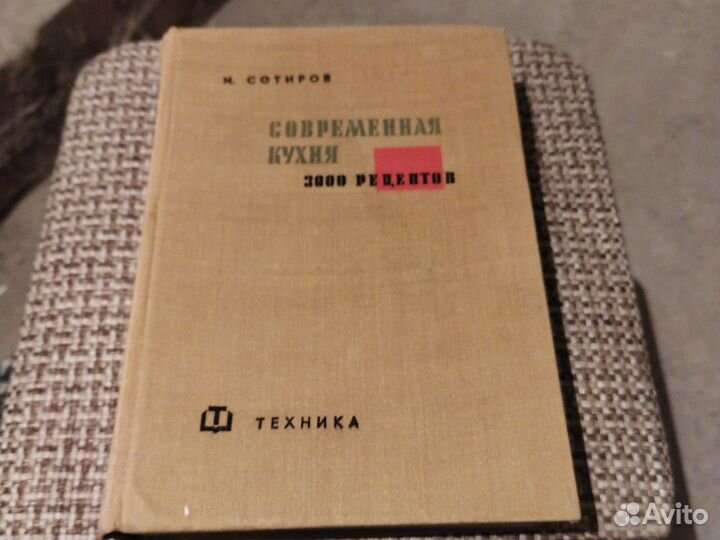 Н. СОТИРОВ
СОВРЕМЕННАЯ
КУХНЯ
3000 РЕЦЕПТОВ
Т ТЕХНИКА
Avito